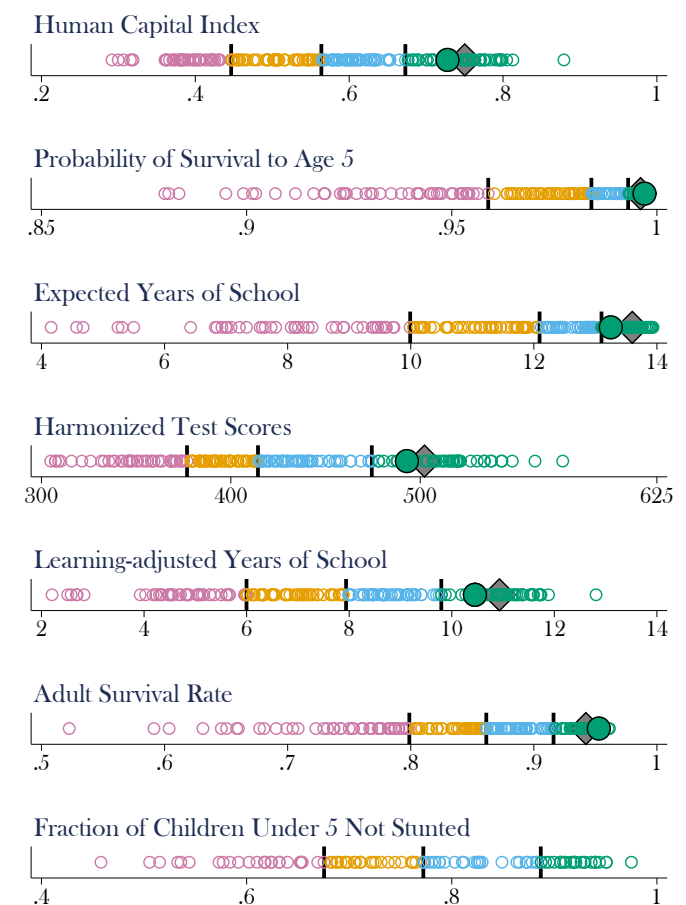 Human Capital Index
.2 .4 .6 .8 1
Probability of Survival to Age 5
.85 .9 .95 1
Expected Years of School
4 6 8 10 12 14
Harmonized Test Scores
300 400 500 625
Learning-adjusted Years of School
2 4 6 8 10 12 14
Adult Survival Rate
.5 .6 .7 .8 .9 1
Fraction of Children Under 5 Not Stunted
.4 .6 .8 1